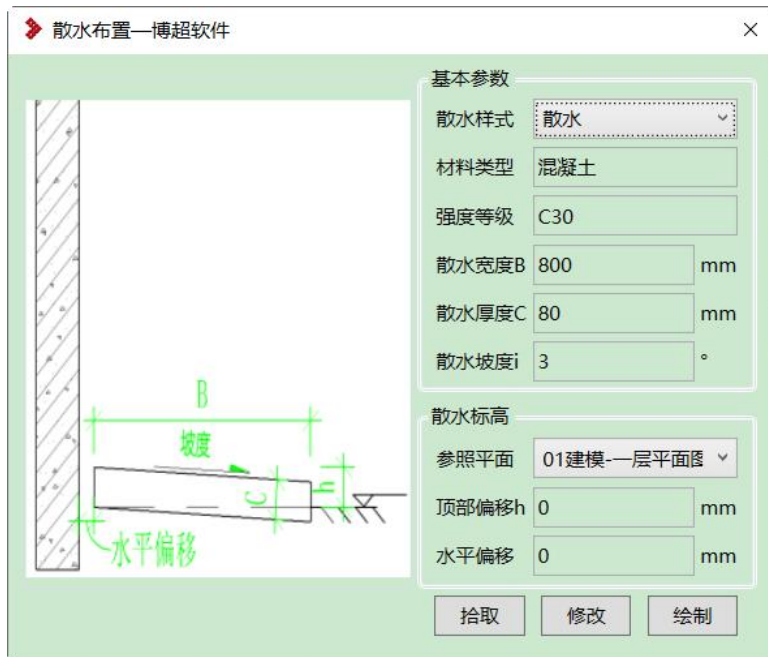 散水布置—博超软件
B
坡度
C
h
水平偏移
基本参数
散水样式 散水
材料类型 混凝土
强度等级 C30
散水宽度B 800 mm
散水厚度C 80 mm
散水坡度i 3 °
散水标高
参照平面 01建模-一层平面图
顶部偏移h 0 mm
水平偏移 0 mm
拾取 修改 绘制